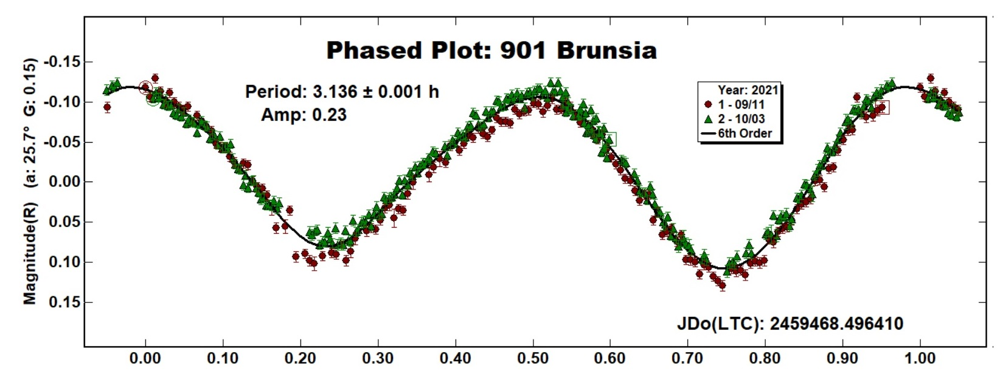 Phased Plot: 901 Brunsia
Period: 3.136 ± 0.001 h
Amp: 0.23
Year: 2021
1 - 09/11
2 - 10/03
6th Order
JDo(LTC): 2459468.496410
Magnitude(R) (a: 25.7° G: 0.15)
-0.15
-0.10
-0.05
0.00
0.05
0.10
0.15
0.00 0.10 0.20 0.30 0.40 0.50 0.60 0.70 0.80 0.90 1.00